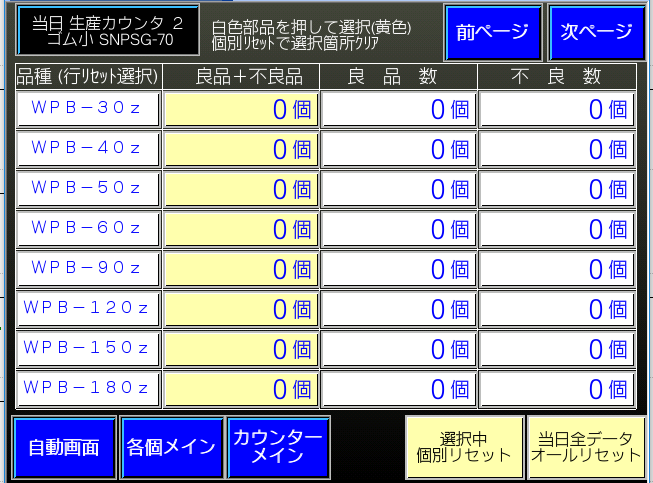 当日 生産カウンタ 2
ゴム小 SNPSG-70
白色部品を押して選択(黄色)
個別ﾘｾｯﾄで選択箇所ｸﾘｱ
前ページ
次ページ
品種 (行ﾘｾｯﾄ選択) 良品＋不良品 良 品 数 不 良 数
ＷＰＢ－３０ｚ 0 個 0 個 0 個
ＷＰＢ－４０ｚ 0 個 0 個 0 個
ＷＰＢ－５０ｚ 0 個 0 個 0 個
ＷＰＢ－６０ｚ 0 個 0 個 0 個
ＷＰＢ－９０ｚ 0 個 0 個 0 個
ＷＰＢ－１２０ｚ 0 個 0 個 0 個
ＷＰＢ－１５０ｚ 0 個 0 個 0 個
ＷＰＢ－１８０ｚ 0 個 0 個 0 個
自動画面
各個メイン
カウンター
メイン
選択中
個別リセット
当日全データ
オールリセット